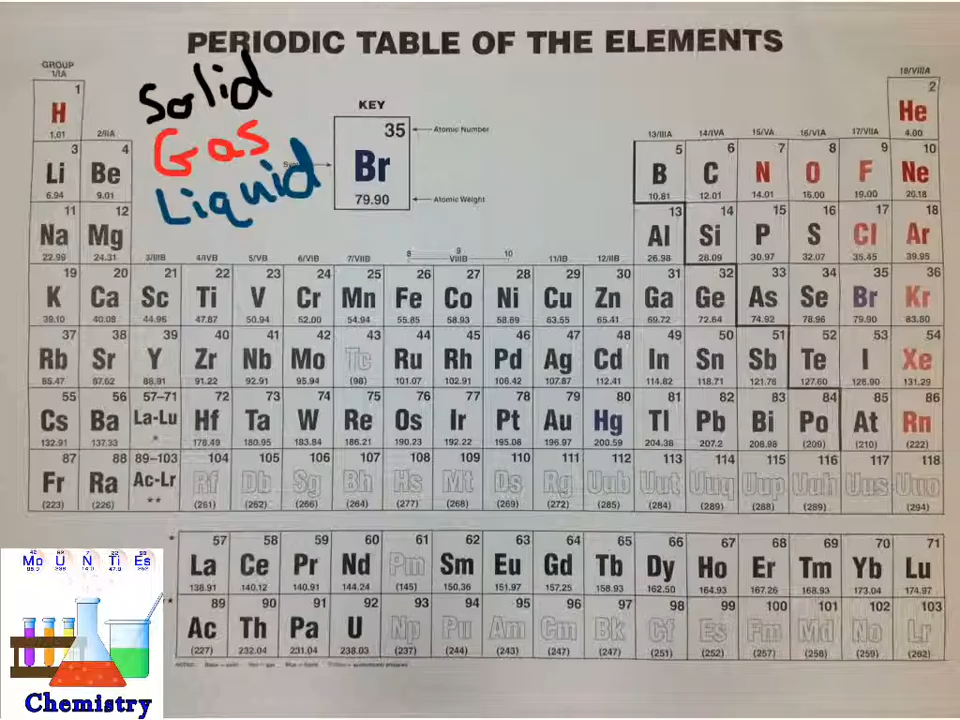 PERIODIC TABLE OF THE ELEMENTS
GROUP
1/IA
18/VIIIA
Solid
Gas
Liquid
KEY
35
Br
79.90
Atomic Number
Atomic Weight
1 2
H He
1.01 4.00
2/IIA 13/IIIA 14/IVA 15/VA 16/VIA 17/VIIA
3 4 5 6 7 8 9 10
Li Be B C N O F Ne
6.94 9.01 10.81 12.01 14.01 16.00 19.00 20.18
11 12 13 14 15 16 17 18
Na Mg Al Si P S Cl Ar
22.99 24.31 26.98 28.09 30.97 32.07 35.45 39.95
3/IIIB 4/IVB 5/VB 6/VIB 7/VIIB 8 9 10 VIIIB 11/IB 12/IIB
19 20 21 22 23 24 25 26 27 28 29 30 31 32 33 34 35 36
K Ca Sc Ti V Cr Mn Fe Co Ni Cu Zn Ga Ge As Se Br Kr
39.10 40.08 44.96 47.87 50.94 52.00 54.94 55.85 58.93 58.69 63.55 65.41 69.72 72.64 74.92 78.96 79.90 83.80
37 38 39 40 41 42 43 44 45 46 47 48 49 50 51 52 53 54
Rb Sr Y Zr Nb Mo Tc Ru Rh Pd Ag Cd In Sn Sb Te I Xe
85.47 87.62 88.91 91.22 92.91 95.94 (98) 101.07 102.91 106.42 107.87 112.41 114.82 118.71 121.76 127.60 126.90 131.29
55 56 57–71 72 73 74 75 76 77 78 79 80 81 82 83 84 85 86
Cs Ba La-Lu Hf Ta W Re Os Ir Pt Au Hg Tl Pb Bi Po At Rn
132.91 137.33 * 178.49 180.95 183.84 186.21 190.23 192.22 195.08 196.97 200.59 204.38 207.2 208.98 (209) (210) (222)
87 88 89–103 104 105 106 107 108 109 110 111 112 113 114 115 116 117 118
Fr Ra Ac-Lr Rf Db Sg Bh Hs Mt Ds Rg Uub Uut Uuq Uup Uuh Uus Uuo
(223) (226) ** (261) (262) (266) (264) (277) (268) (269) (272) (285) (284) (289) (288) (289) (294)
* 57 58 59 60 61 62 63 64 65 66 67 68 69 70 71
La Ce Pr Nd Pm Sm Eu Gd Tb Dy Ho Er Tm Yb Lu
138.91 140.12 140.91 144.24 (145) 150.36 151.97 157.25 158.93 162.50 164.93 167.26 168.93 173.04 174.97
89 90 91 92 93 94 95 96 97 98 99 100 101 102 103
Ac Th Pa U Np Pu Am Cm Bk Cf Es Fm Md No Lr
(227) 232.04 231.04 238.03 (237) (244) (243) (247) (247) (251) (252) (257) (258) (259) (262)
Mo U N Ti Es
Chemistry